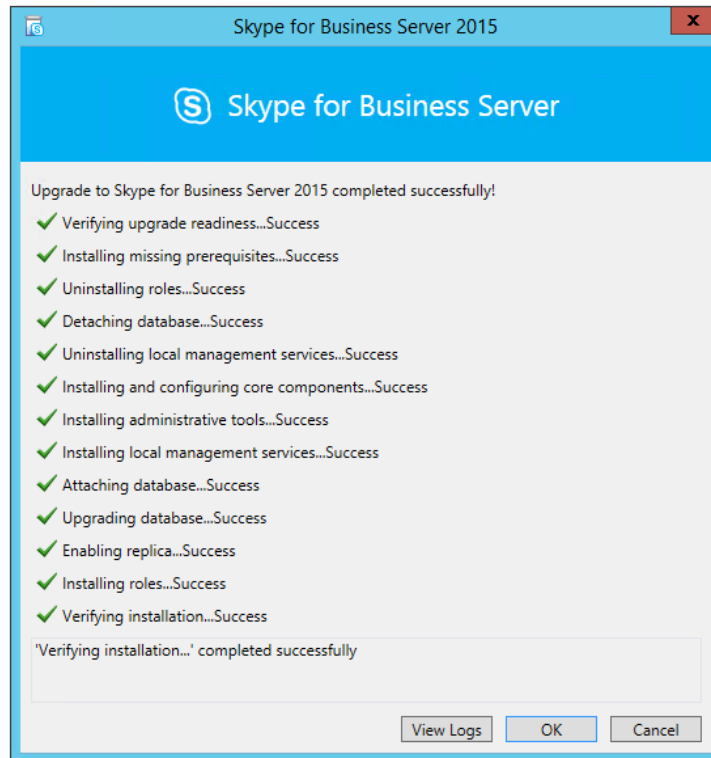 Skype for Business Server 2015
x
Skype for Business Server
Upgrade to Skype for Business Server 2015 completed successfully!
Verifying upgrade readiness...Success
Installing missing prerequisites...Success
Uninstalling roles...Success
Detaching database...Success
Uninstalling local management services...Success
Installing and configuring core components...Success
Installing administrative tools...Success
Installing local management services...Success
Attaching database...Success
Upgrading database...Success
Enabling replica...Success
Installing roles...Success
Verifying installation...Success
'Verifying installation...' completed successfully
View Logs OK Cancel